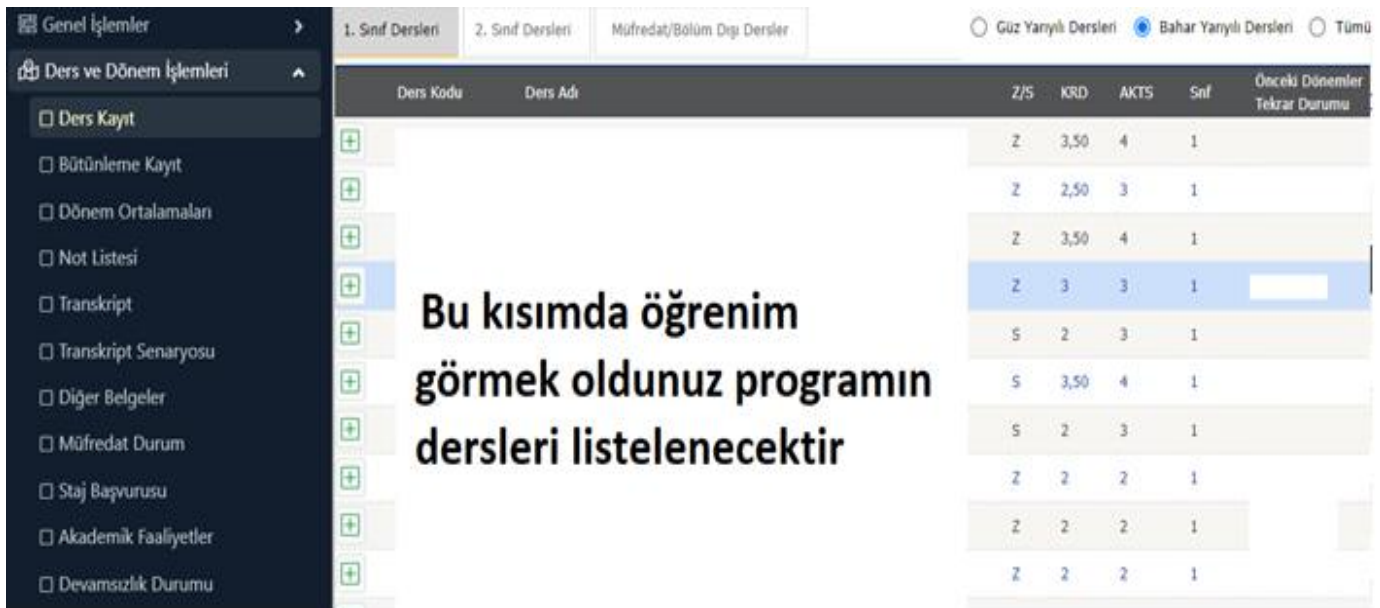 Genel İşlemler
Ders ve Dönem İşlemleri
Ders Kayıt
Bütünleme Kayıt
Dönem Ortalamaları
Not Listesi
Transkript
Transkript Senaryosu
Diğer Belgeler
Müfredat Durum
Staj Başvurusu
Akademik Faaliyetler
Devamsızlık Durumu
1. Sınıf Dersleri 2. Sınıf Dersleri Müfredat/Bölüm Dışı Dersler
Güz Yarıyılı Dersleri Bahar Yarıyılı Dersleri Tümü
Ders Kodu Ders Adı Z/S KRD AKTS Snf Önceki Dönemler
Tekrar Durumu
Z 3,50 4 1
Z 2,50 3 1
Z 3,50 4 1
Z 3 3 1
S 2 3 1
S 3,50 4 1
S 2 3 1
Z 2 2 1
Z 2 2 1
Z 2 2 1
Bu kısımda öğrenim
görmek oldunuz programın
dersleri listelenecektir